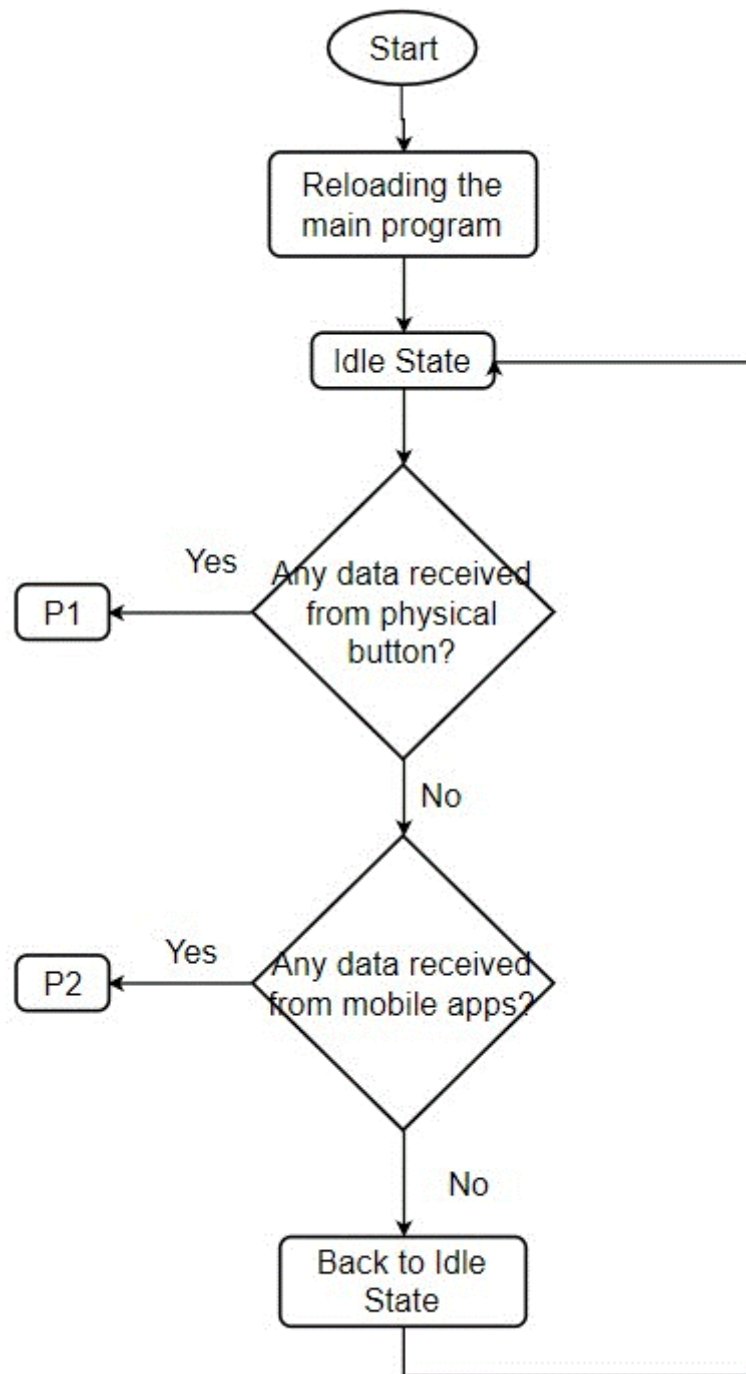 Start
Reloading the
main program
Idle State
Yes
Any data received
from physical
button?
P1
No
Yes
Any data received
from mobile apps?
P2
No
Back to Idle
State